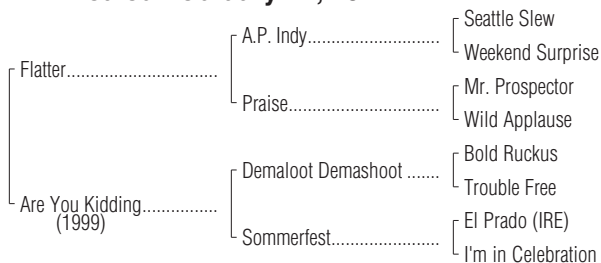 Seattle Slew
A.P. Indy
Weekend Surprise
Flatter
Mr. Prospector
Praise
Wild Applause
Bold Ruckus
Demaloot Demashoot
Trouble Free
Are You Kidding
(1999)
El Prado (IRE)
Sommerfest
I'm in Celebration